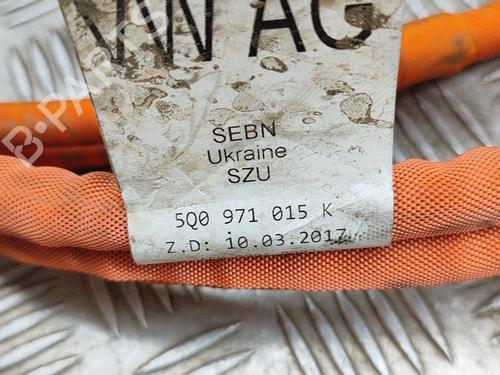 VW AG
SEBN
Ukraine
SZU
5Q0 971 015 K
Z.D: 10.03.2017
B-PARTS